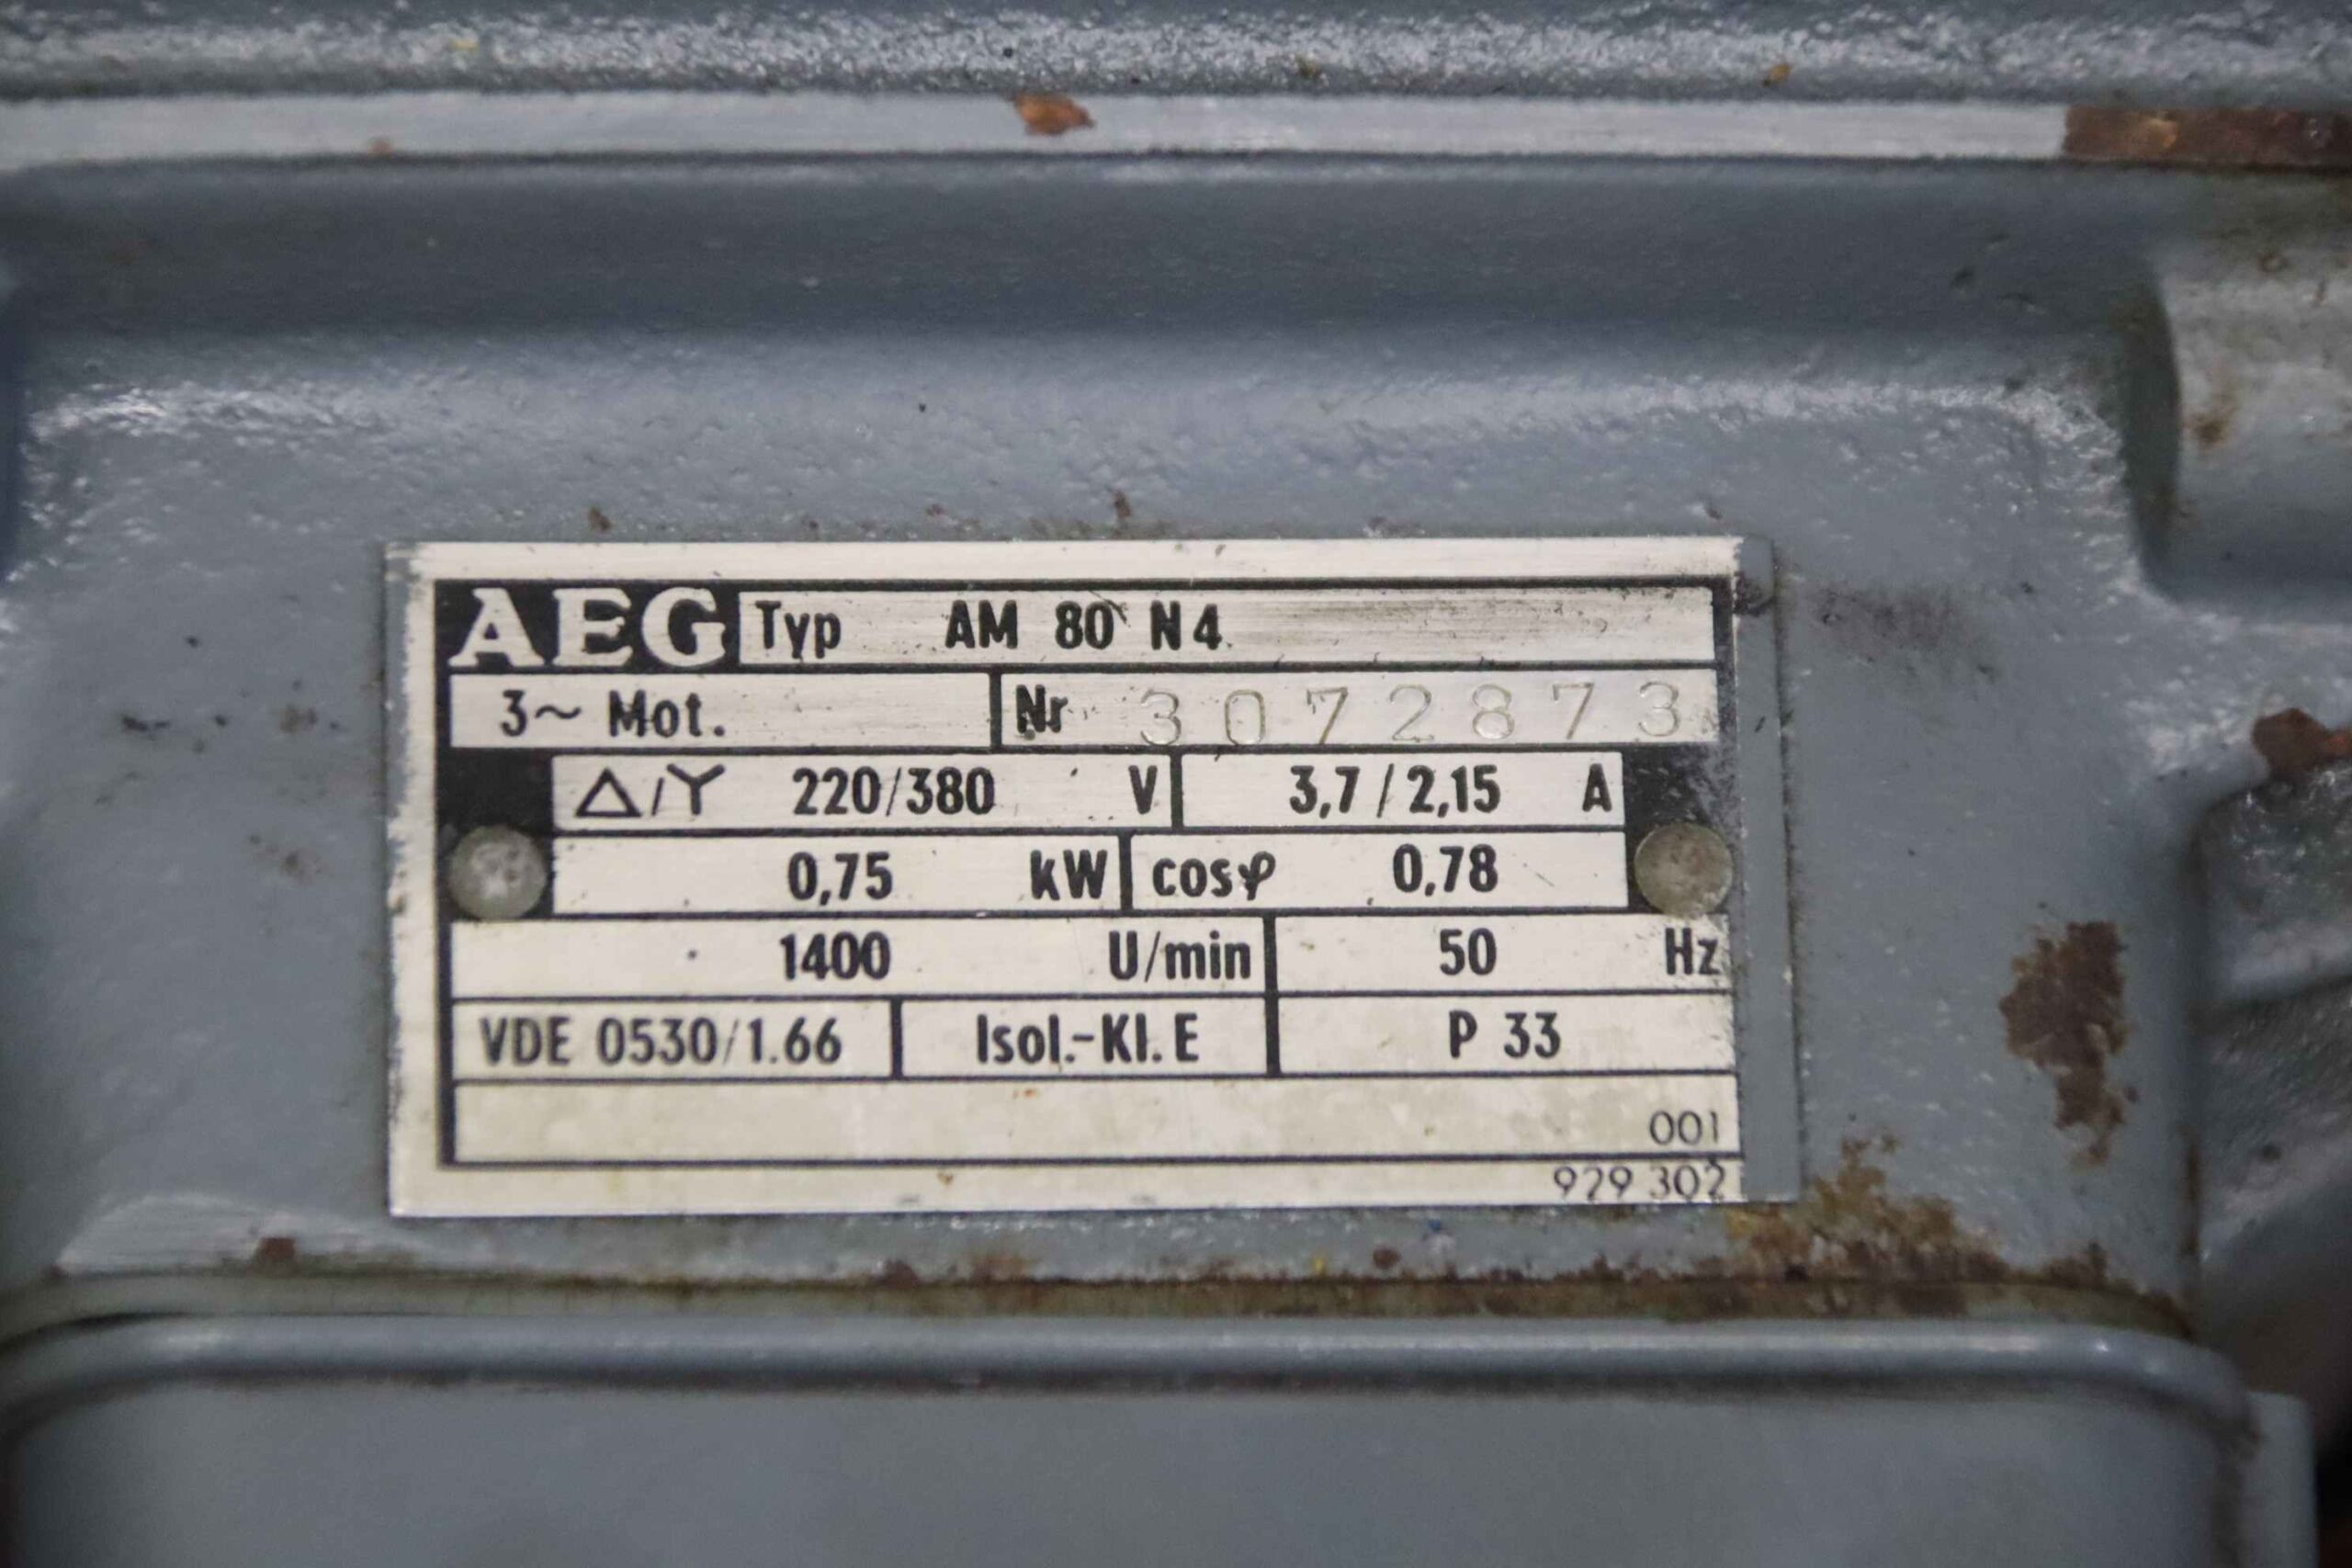 AEG Typ AM 80 N4
3~ Mot. Nr 3072873
△/Y 220/380 V 3,7/2,15 A
0,75 kW cosφ 0,78
1400 U/min 50 Hz
VDE 0530/1.66 Isol.-Kl. E P 33
001
929 302